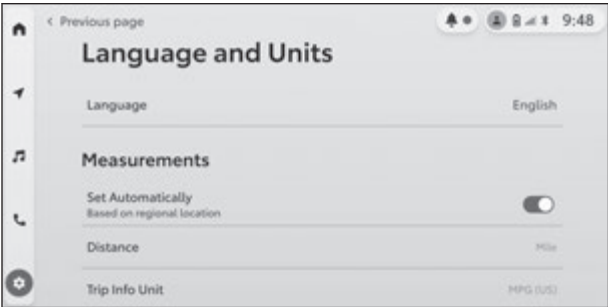 < Previous page
9:48
Language and Units
Language English
Measurements
Set Automatically
Based on regional location
Distance Mile
Trip Info Unit MPG (US)